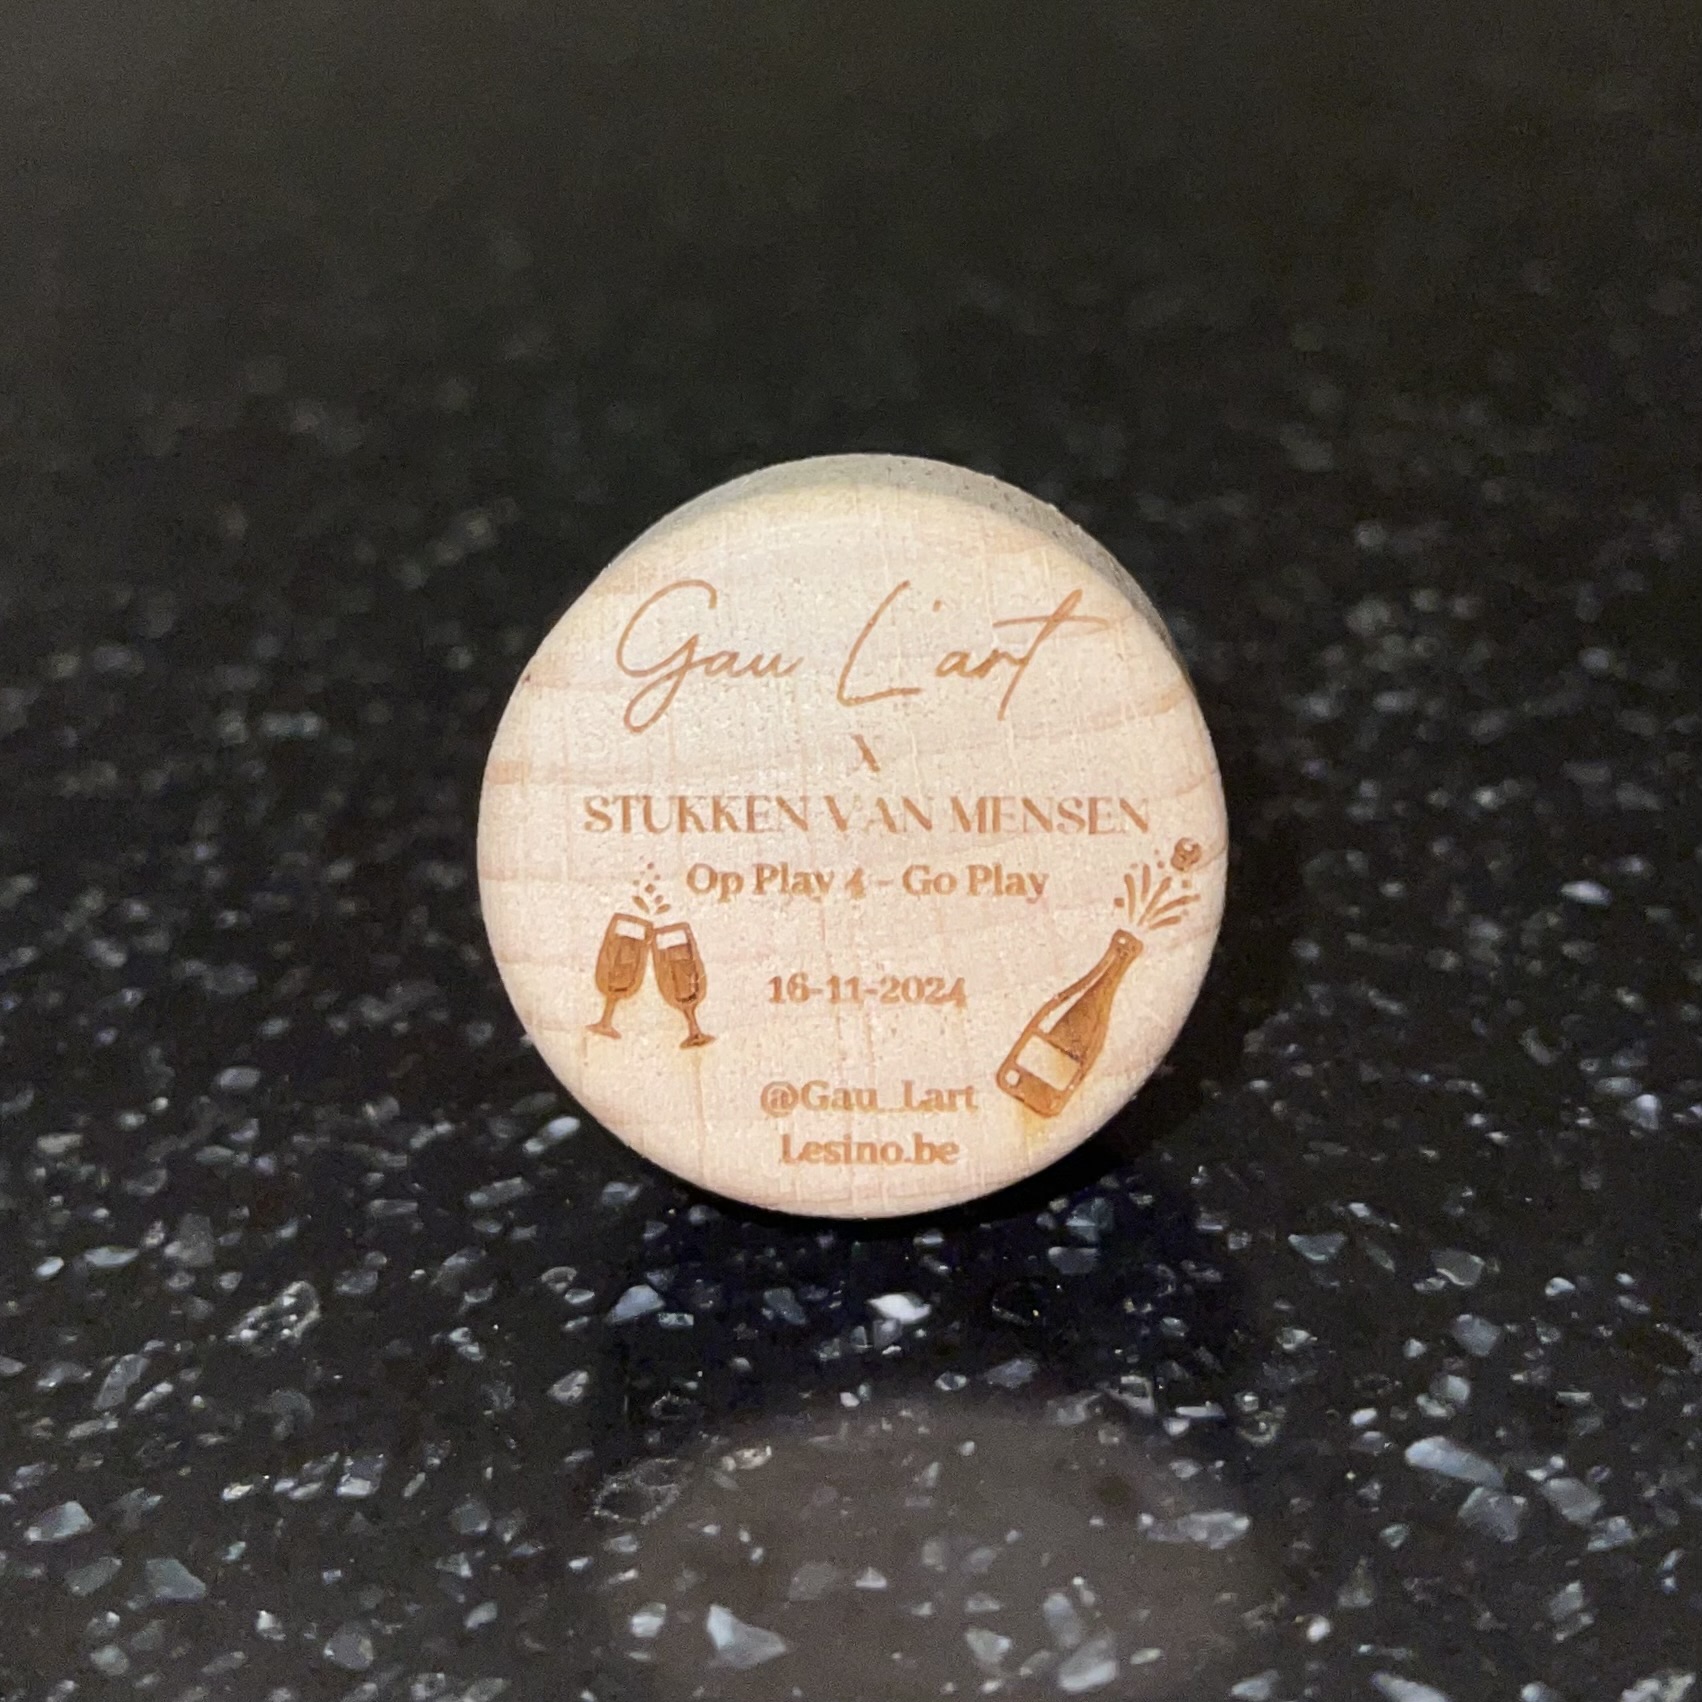 Gau L'art
X
STUKKEN VAN MENSEN
Op Play 4 - Go Play
16-11-2024
@Gau_Lart
Lesino.be